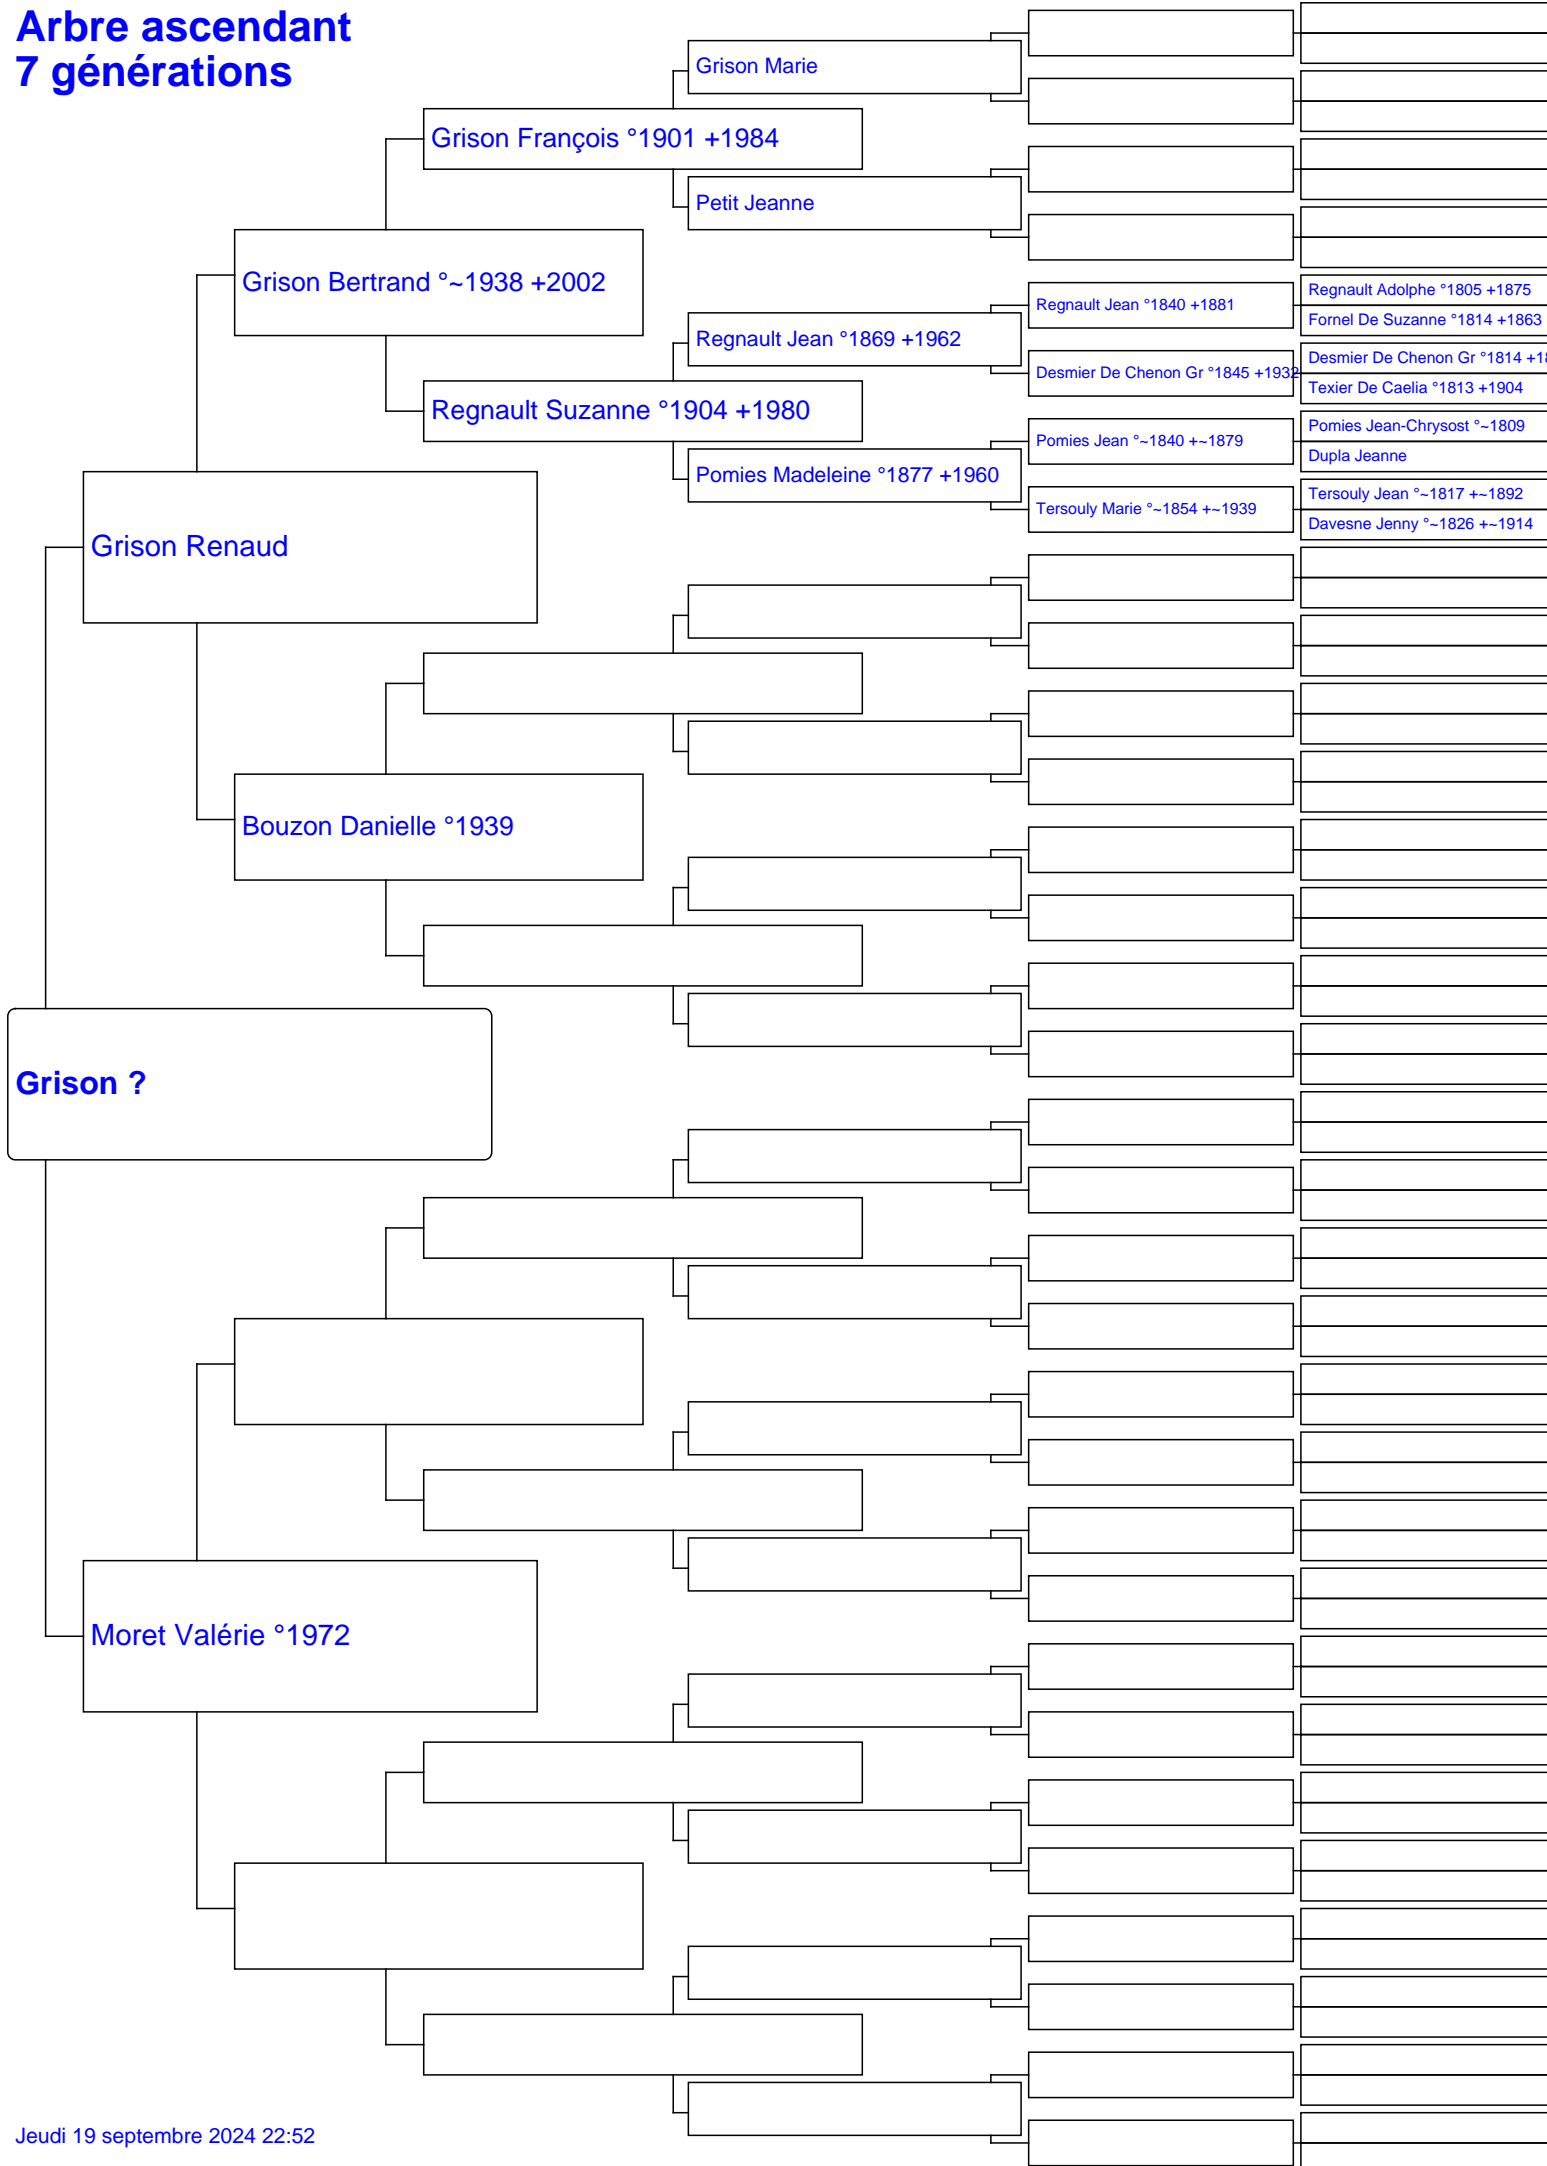 Arbre ascendant
7 générations
Grison Marie
Grison François °1901 +1984
Petit Jeanne
Grison Bertrand °~1938 +2002
Regnault Adolphe °1805 +1875
Regnault Jean °1840 +1881
Fornel De Suzanne °1814 +1863
Regnault Jean °1869 +1962
Desmier De Chenon Gr °1814 +18
Desmier De Chenon Gr °1845 +1932
Texier De Caelia °1813 +1904
Regnault Suzanne °1904 +1980
Pomies Jean-Chrysost °~1809
Pomies Jean °~1840 +~1879
Dupla Jeanne
Pomies Madeleine °1877 +1960
Tersouly Jean °~1817 +~1892
Tersouly Marie °~1854 +~1939
Davesne Jenny °~1826 +~1914
Grison Renaud
Bouzon Danielle °1939
Grison ?
Moret Valérie °1972
Jeudi 19 septembre 2024 22:52